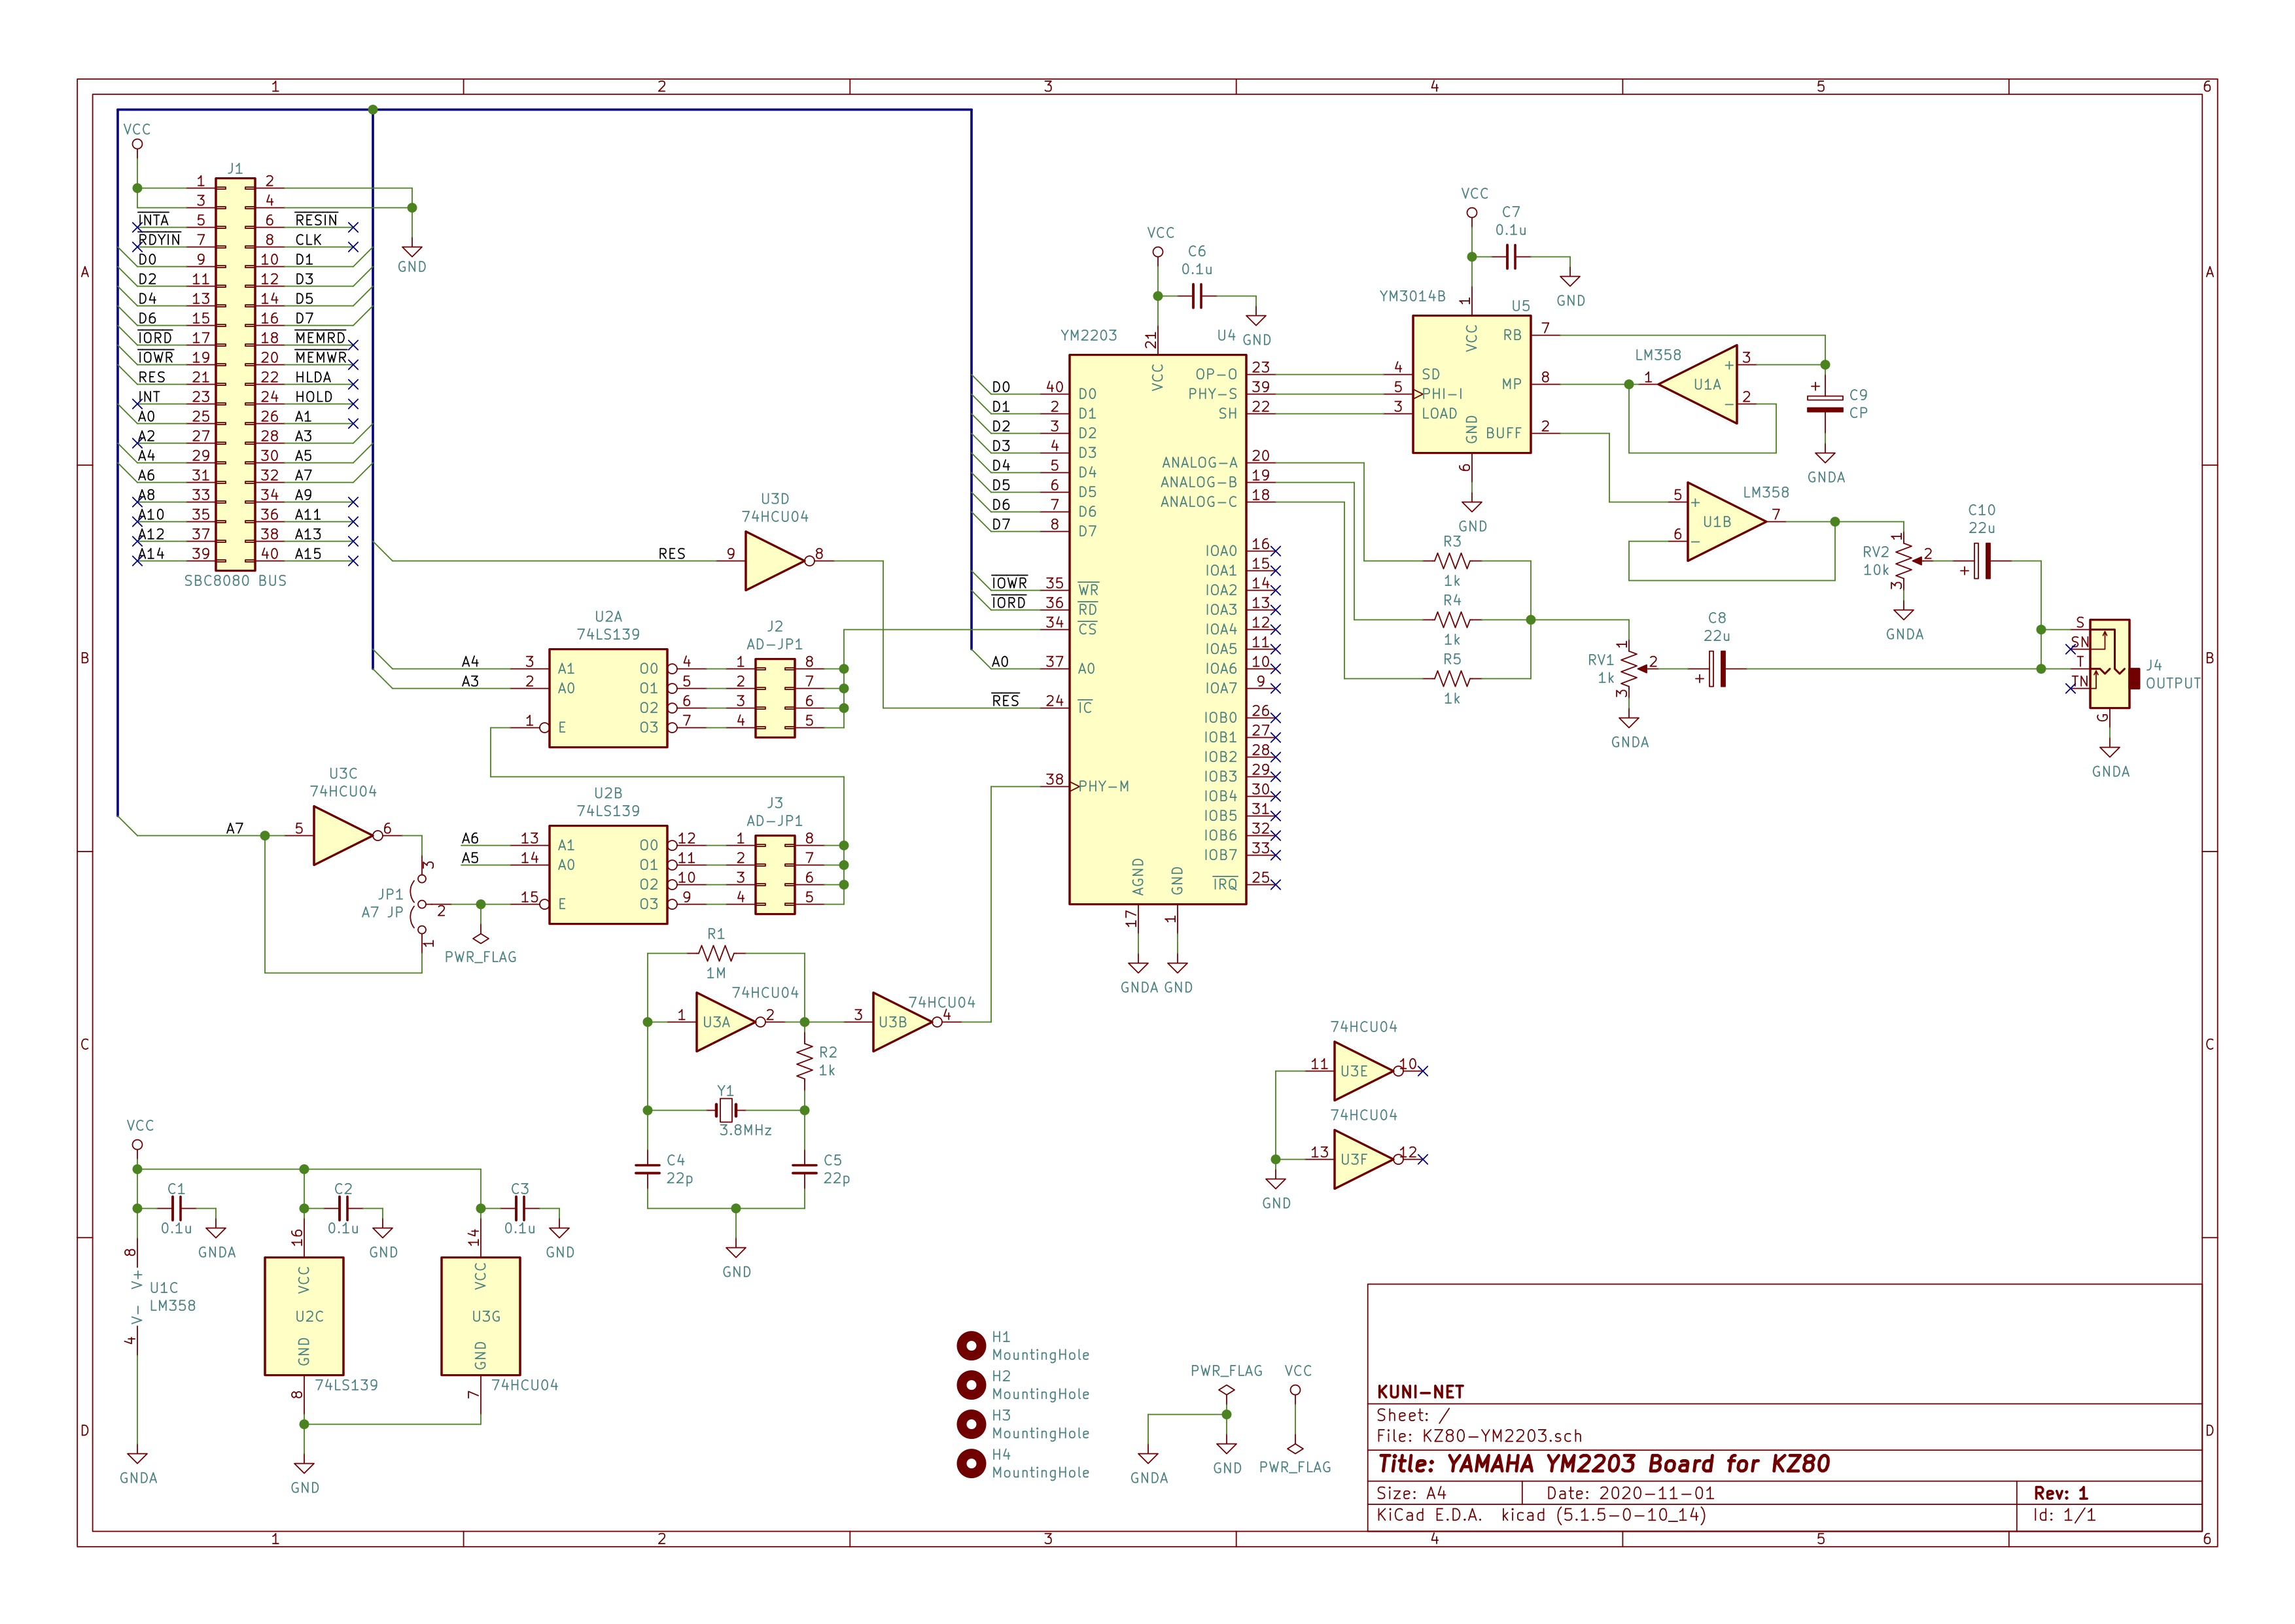 1 2 3 4 5 6
VCC
J1
1 2
3 4
INTA 5 6 RESIN
RDYIN 7 8 CLK
D0 9 10 D1
D2 11 12 D3
D4 13 14 D5
D6 15 16 D7
IORD 17 18 MEMRD
IOWR 19 20 MEMWR
RES 21 22 HLDA
INT 23 24 HOLD
A0 25 26 A1
A2 27 28 A3
A4 29 30 A5
A6 31 32 A7
A8 33 34 A9
A10 35 36 A11
A12 37 38 A13
A14 39 40 A15
SBC8080 BUS
GND
A
B
C
D
U3D
74HCU04
RES 9 8
U2A
74LS139
A4 3 A1 O0 4
A3 2 A0 O1 5
O2 6
1 E O3 7
J2
AD-JP1
1 8
2 7
3 6
4 5
U3C
74HCU04
A7 5 6
3
JP1
A7 JP
2
1
PWR_FLAG
U2B
74LS139
A6 13 A1 O0 12
A5 14 A0 O1 11
O2 10
15 E O3 9
J3
AD-JP1
1 8
2 7
3 6
4 5
R1
1M
74HCU04
1 U3A 2
74HCU04
3 U3B 4
R2
1k
Y1
3.8MHz
C4
22p
C5
22p
GND
VCC
C6
0.1u
GND
YM2203
U4
21
VCC
D0 40 D0
D1 2 D1
D2 3 D2
D3 4 D3
D4 5 D4
D5 6 D5
D6 7 D6
D7 8 D7
IOWR 35 WR
IORD 36 RD
34 CS
A0 37 A0
RES 24 IC
38 PHY-M
OP-O 23
PHY-S 39
SH 22
ANALOG-A 20
ANALOG-B 19
ANALOG-C 18
IOA0 16
IOA1 15
IOA2 14
IOA3 13
IOA4 12
IOA5 11
IOA6 10
IOA7 9
IOB0 26
IOB1 27
IOB2 28
IOB3 29
IOB4 30
IOB5 31
IOB6 32
IOB7 33
IRQ 25
AGND GND
17 1
GNDA GND
VCC
C7
0.1u
GND
YM3014B
U5
1
VCC
4 SD
5 PHI-I
3 LOAD
RB 7
MP 8
BUFF 2
GND
6
GND
LM358
1 U1A
+ 3
- 2
+
C9
CP
GNDA
LM358
5 +
6 -
U1B 7
RV2
10k
1
2
3
GNDA
C10
22u
+
R3
1k
R4
1k
R5
1k
RV1
1k
1
2
3
GNDA
C8
22u
+
S
SN
T
TN
G
J4
OUTPUT
GNDA
74HCU04
11 U3E 10
74HCU04
13 U3F 12
GND
VCC
C1
0.1u
GNDA
8
V+
U1C
LM358
V-
4
GNDA
C2
0.1u
GND
16
VCC
U2C
GND
74LS139
8
GND
C3
0.1u
GND
14
VCC
U3G
GND
74HCU04
7
H1
MountingHole
H2
MountingHole
H3
MountingHole
H4
MountingHole
PWR_FLAG
GNDA
GND
VCC
PWR_FLAG
KUNI-NET
Sheet: /
File: KZ80-YM2203.sch
Title: YAMAHA YM2203 Board for KZ80
Size: A4 Date: 2020-11-01 Rev: 1
KiCad E.D.A. kicad (5.1.5-0-10_14) Id: 1/1
A
B
C
D
1 2 3 4 5 6